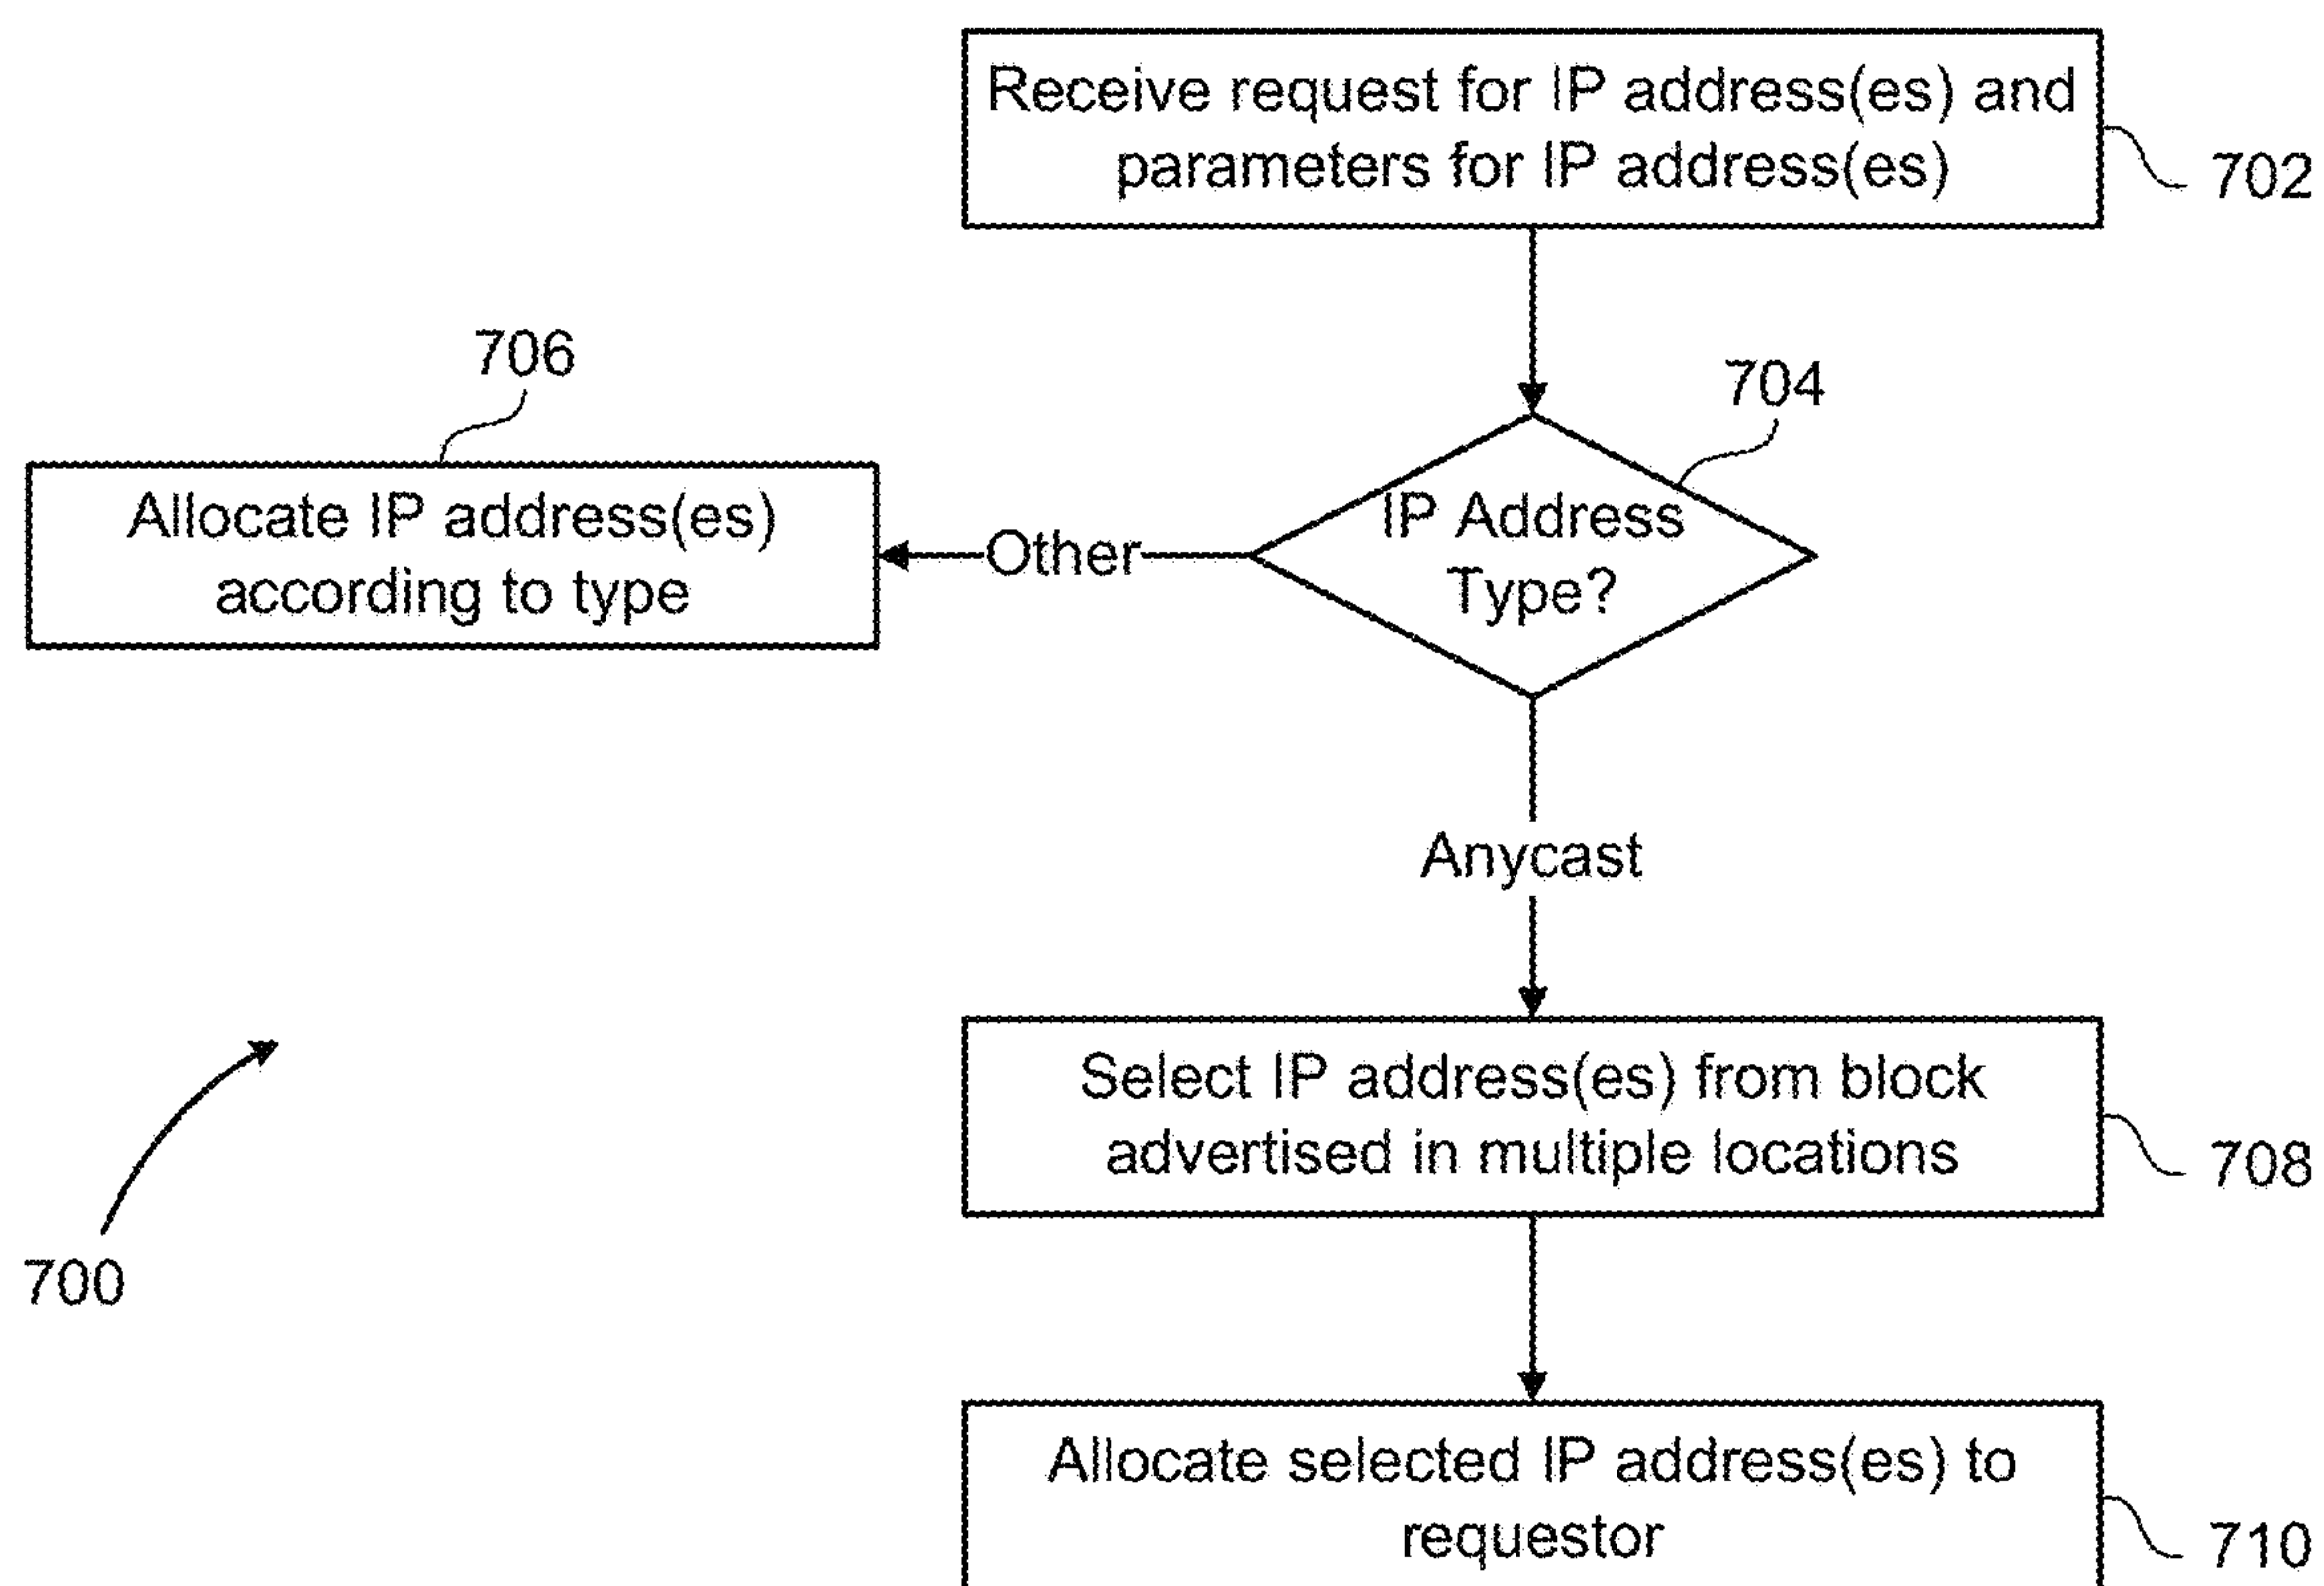 Receive request for IP address(es) and
parameters for IP address(es)
702
706
704
Allocate IP address(es)
according to type
Other
IP Address
Type?
Anycast
Select IP address(es) from block
advertised in multiple locations
708
700
Allocate selected IP address(es) to
requestor
710